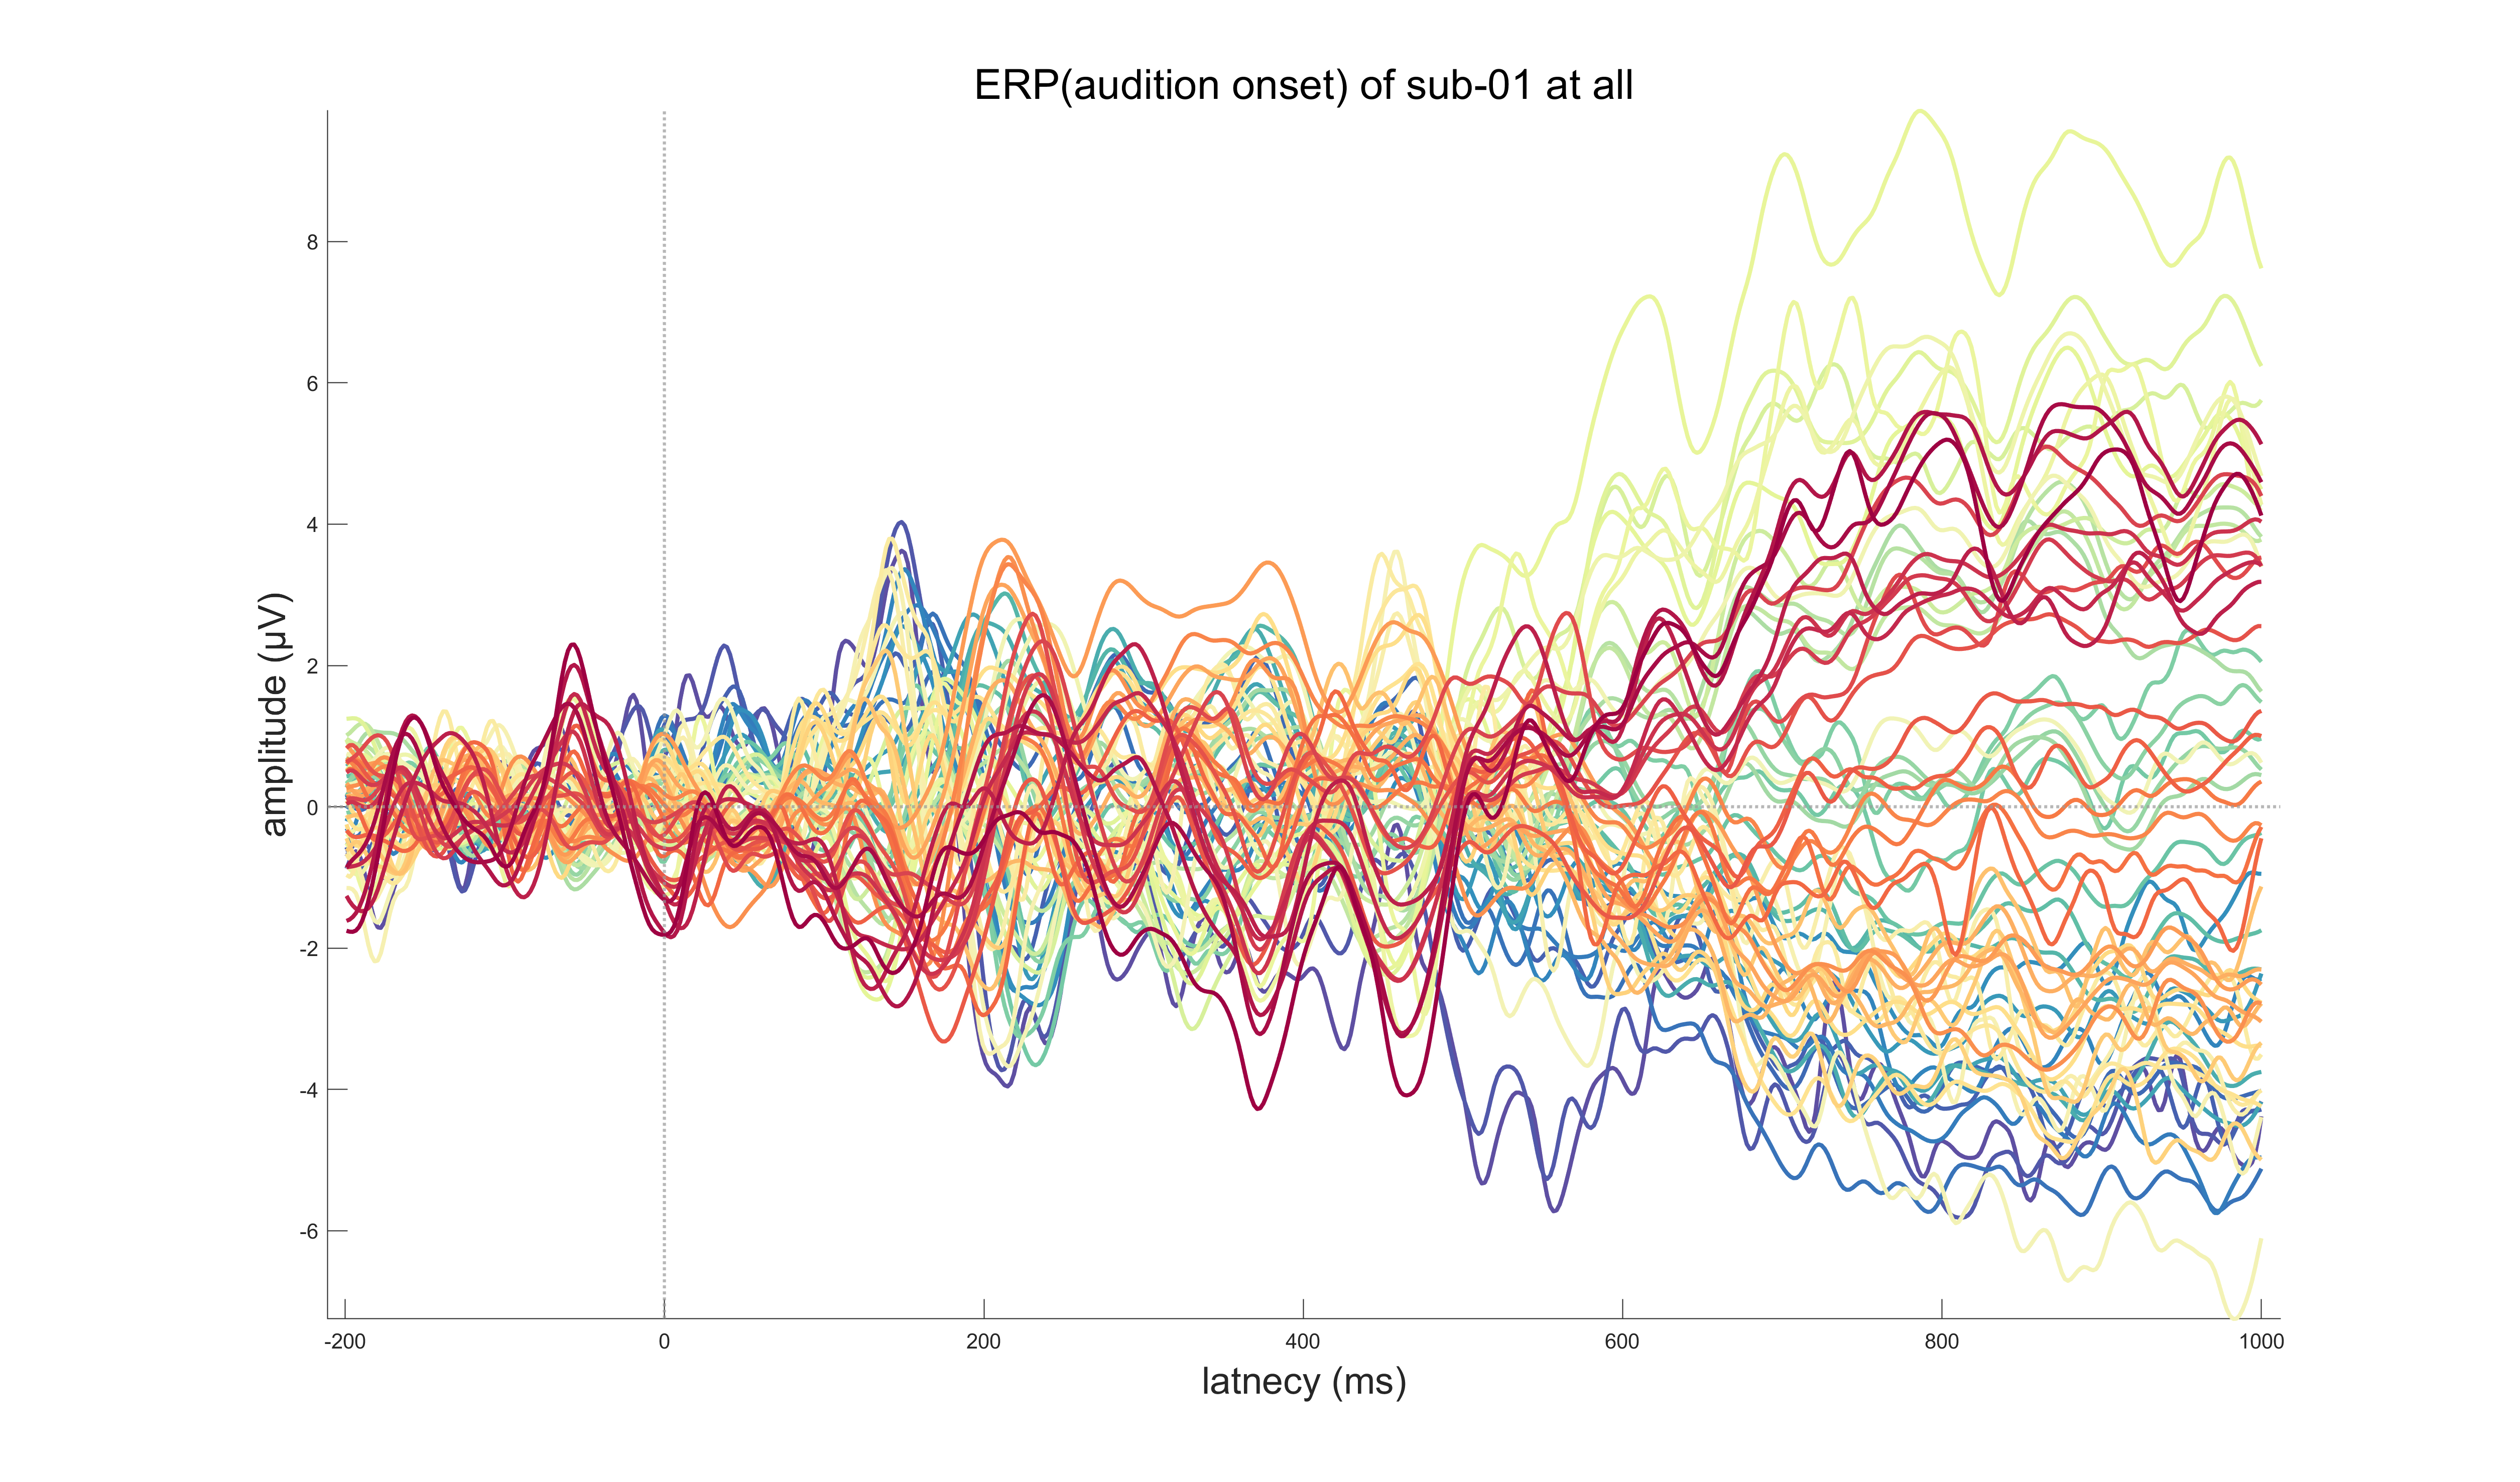 ERP(audition onset) of sub-01 at all
amplitude (µV)
8
6
4
2
0
-2
-4
-6
-200 0 200 400 600 800 1000
latnecy (ms)